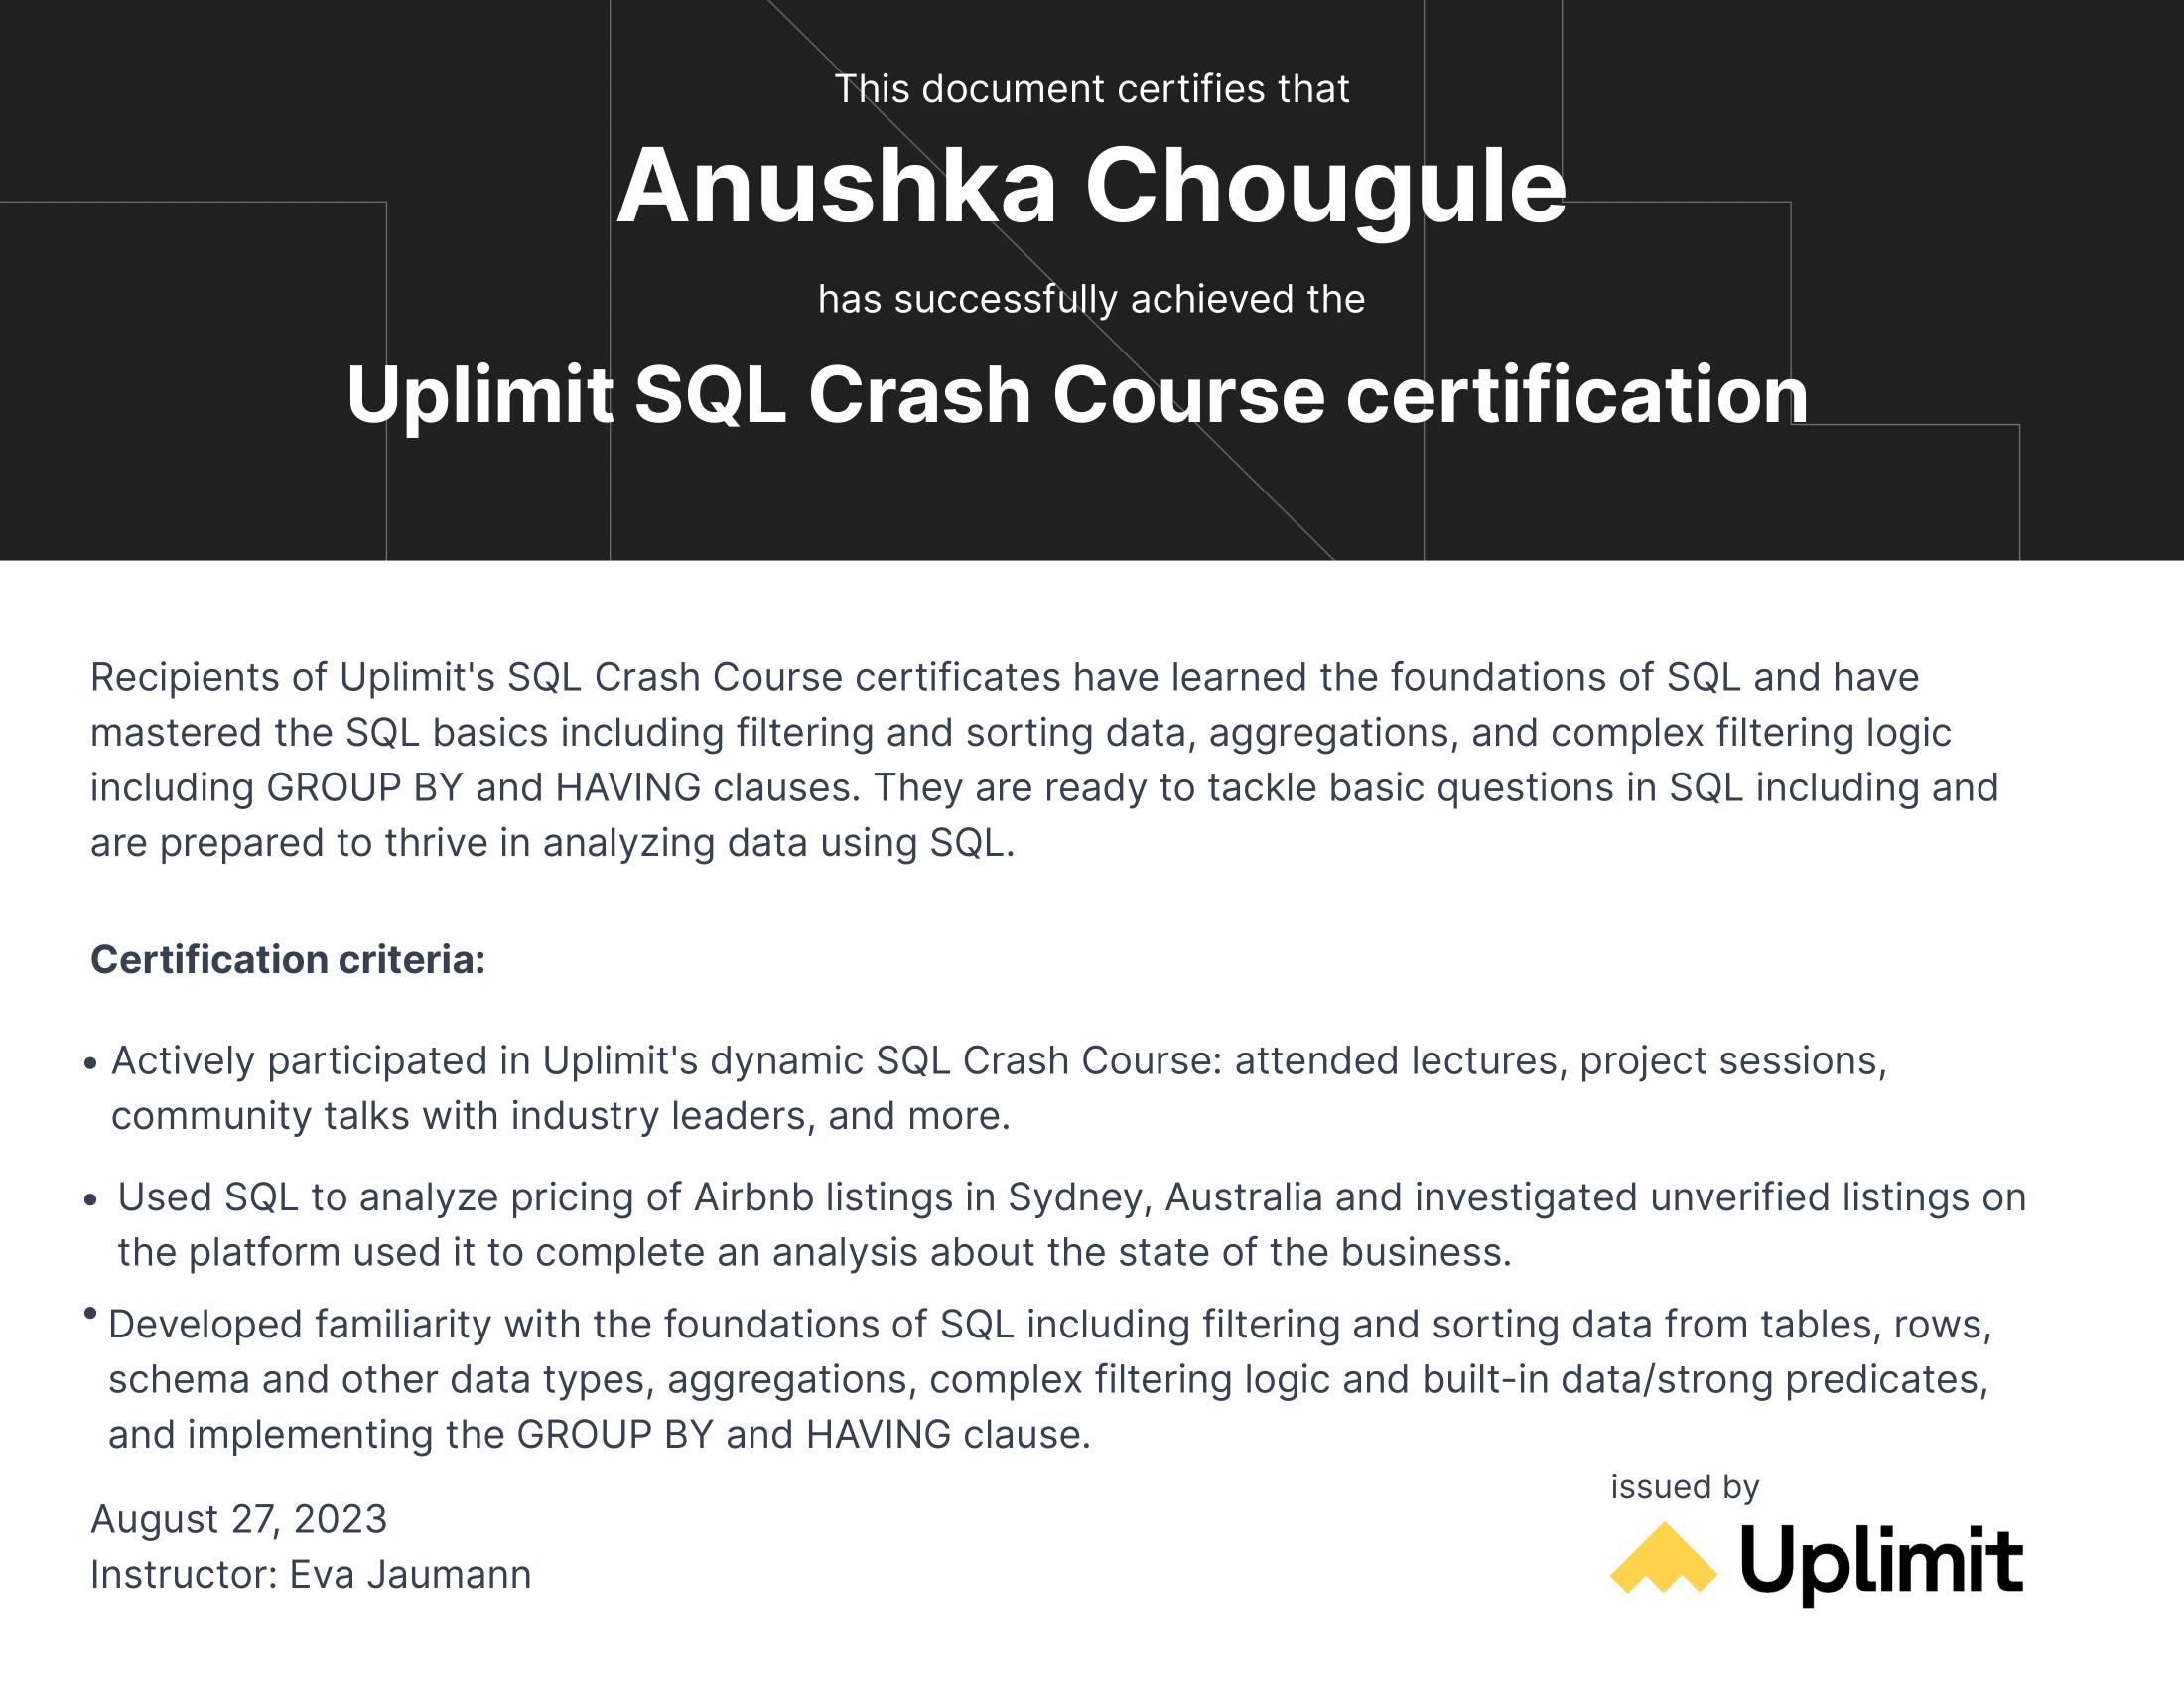 This document certifies that
Anushka Chougule
has successfully achieved the
Uplimit SQL Crash Course certification
Recipients of Uplimit's SQL Crash Course certificates have learned the foundations of SQL and have
mastered the SQL basics including filtering and sorting data, aggregations, and complex filtering logic
including GROUP BY and HAVING clauses. They are ready to tackle basic questions in SQL including and
are prepared to thrive in analyzing data using SQL.
Certification criteria:
• Actively participated in Uplimit's dynamic SQL Crash Course: attended lectures, project sessions,
community talks with industry leaders, and more.
• Used SQL to analyze pricing of Airbnb listings in Sydney, Australia and investigated unverified listings on
the platform used it to complete an analysis about the state of the business.
• Developed familiarity with the foundations of SQL including filtering and sorting data from tables, rows,
schema and other data types, aggregations, complex filtering logic and built-in data/strong predicates,
and implementing the GROUP BY and HAVING clause.
August 27, 2023
Instructor: Eva Jaumann
issued by
Uplimit